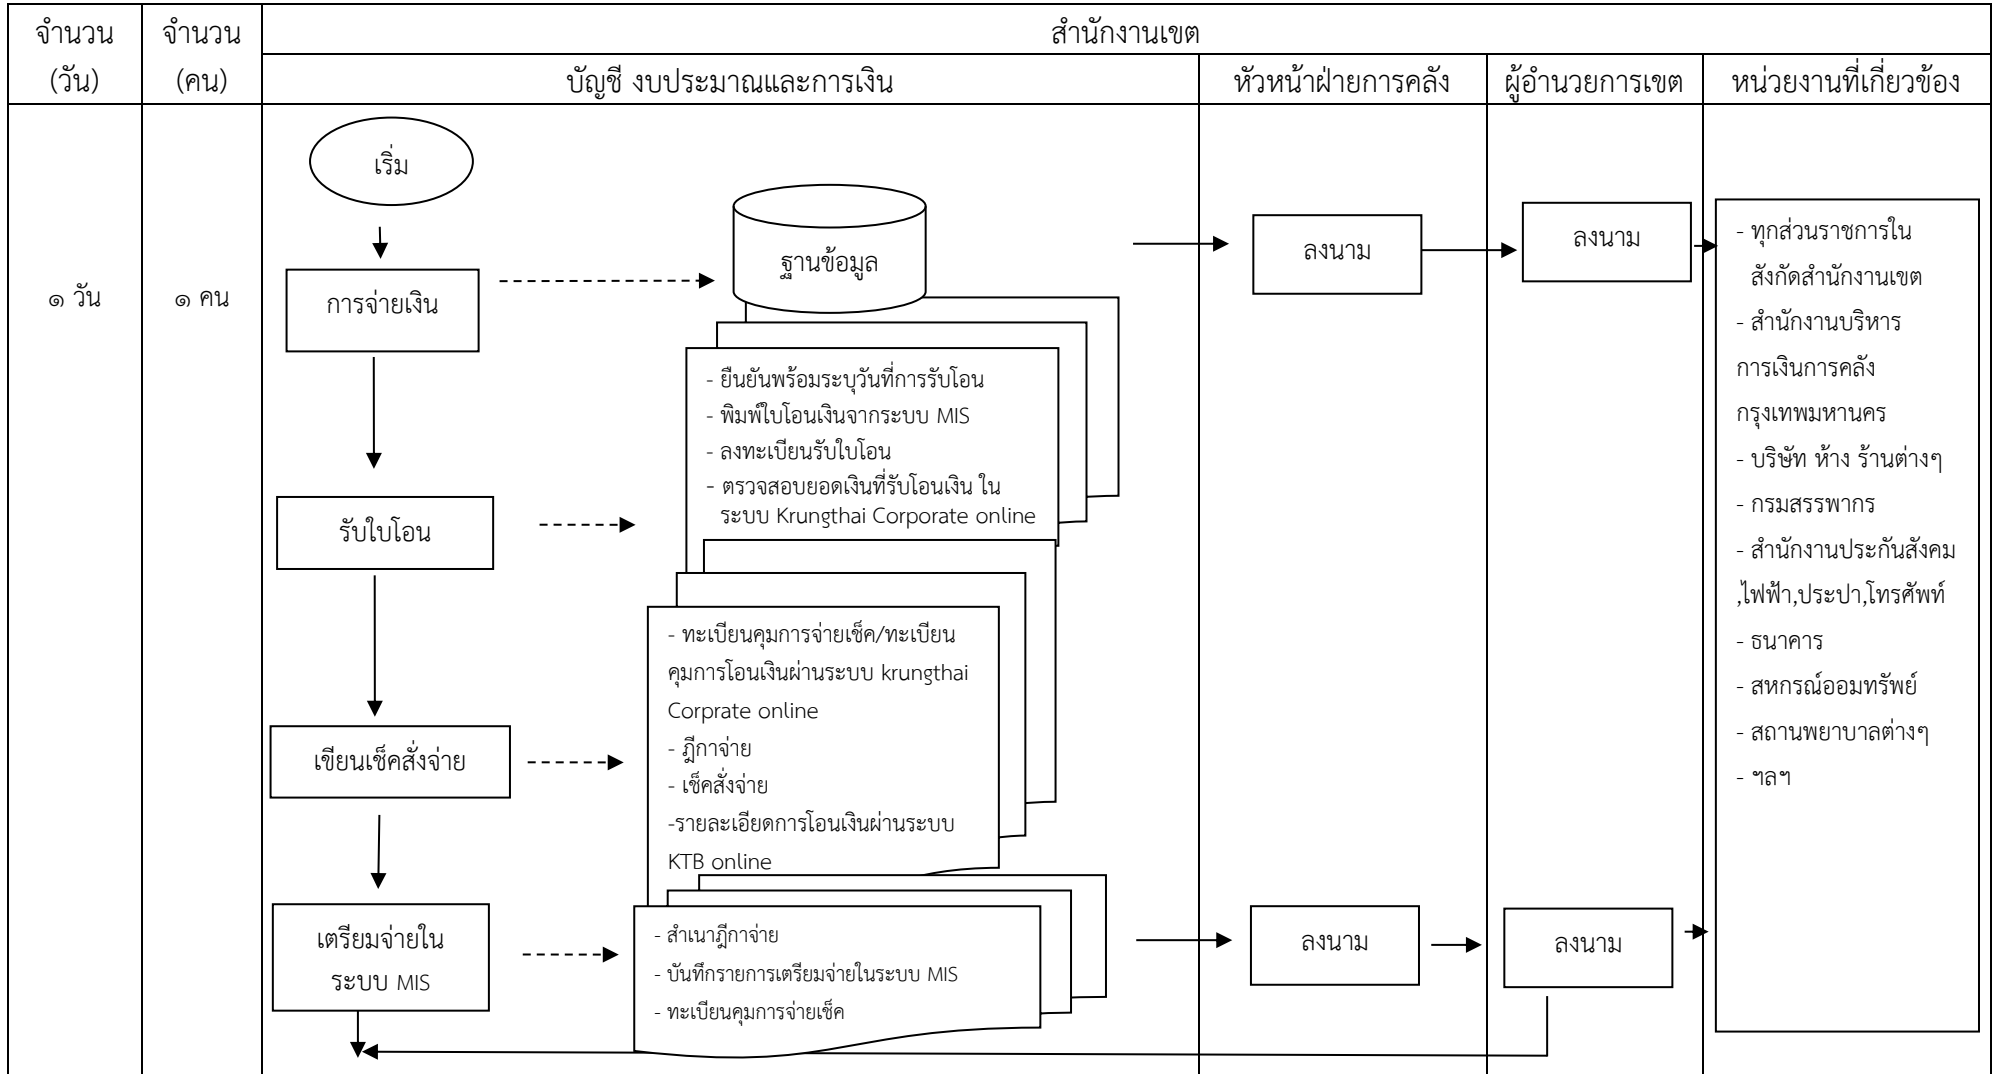 จำนวน
(วัน)
จำนวน
(คน)
สำนักงานเขต
บัญชี งบประมาณและการเงิน
หัวหน้าฝ่ายการคลัง
ผู้อำนวยการเขต
หน่วยงานที่เกี่ยวข้อง
๑ วัน
๑ คน
เริ่ม
การจ่ายเงิน
ฐานข้อมูล
ลงนาม
ลงนาม
- ยืนยันพร้อมระบุวันที่การรับโอน
- พิมพ์ใบโอนเงินจากระบบ MIS
- ลงทะเบียนรับใบโอน
- ตรวจสอบยอดเงินที่รับโอนเงิน ใน
ระบบ Krungthai Corporate online
รับใบโอน
- ทะเบียนคุมการจ่ายเช็ค/ทะเบียน
คุมการโอนเงินผ่านระบบ krungthai
Corprate online
- ฎีกาจ่าย
- เช็คสั่งจ่าย
-รายละเอียดการโอนเงินผ่านระบบ
KTB online
เขียนเช็คสั่งจ่าย
เตรียมจ่ายใน
ระบบ MIS
- สำเนาฎีกาจ่าย
- บันทึกรายการเตรียมจ่ายในระบบ MIS
- ทะเบียนคุมการจ่ายเช็ค
ลงนาม
ลงนาม
- ทุกส่วนราชการใน
สังกัดสำนักงานเขต
- สำนักงานบริหาร
การเงินการคลัง
กรุงเทพมหานคร
- บริษัท ห้าง ร้านต่างๆ
- กรมสรรพากร
- สำนักงานประกันสังคม
,ไฟฟ้า,ประปา,โทรศัพท์
- ธนาคาร
- สหกรณ์ออมทรัพย์
- สถานพยาบาลต่างๆ
- ฯลฯ